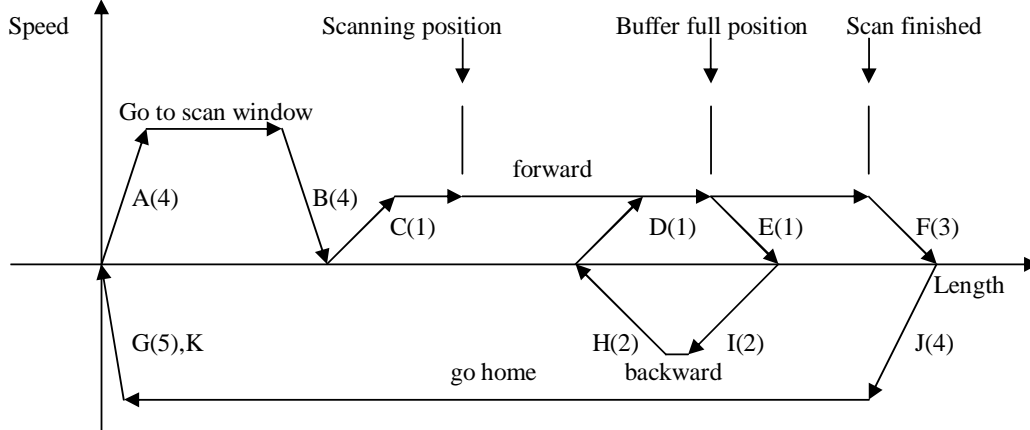 Speed
Scanning position
Buffer full position
Scan finished
Go to scan window
forward
A(4)
B(4)
C(1)
D(1)
E(1)
F(3)
Length
G(5),K
H(2)
I(2)
J(4)
go home
backward